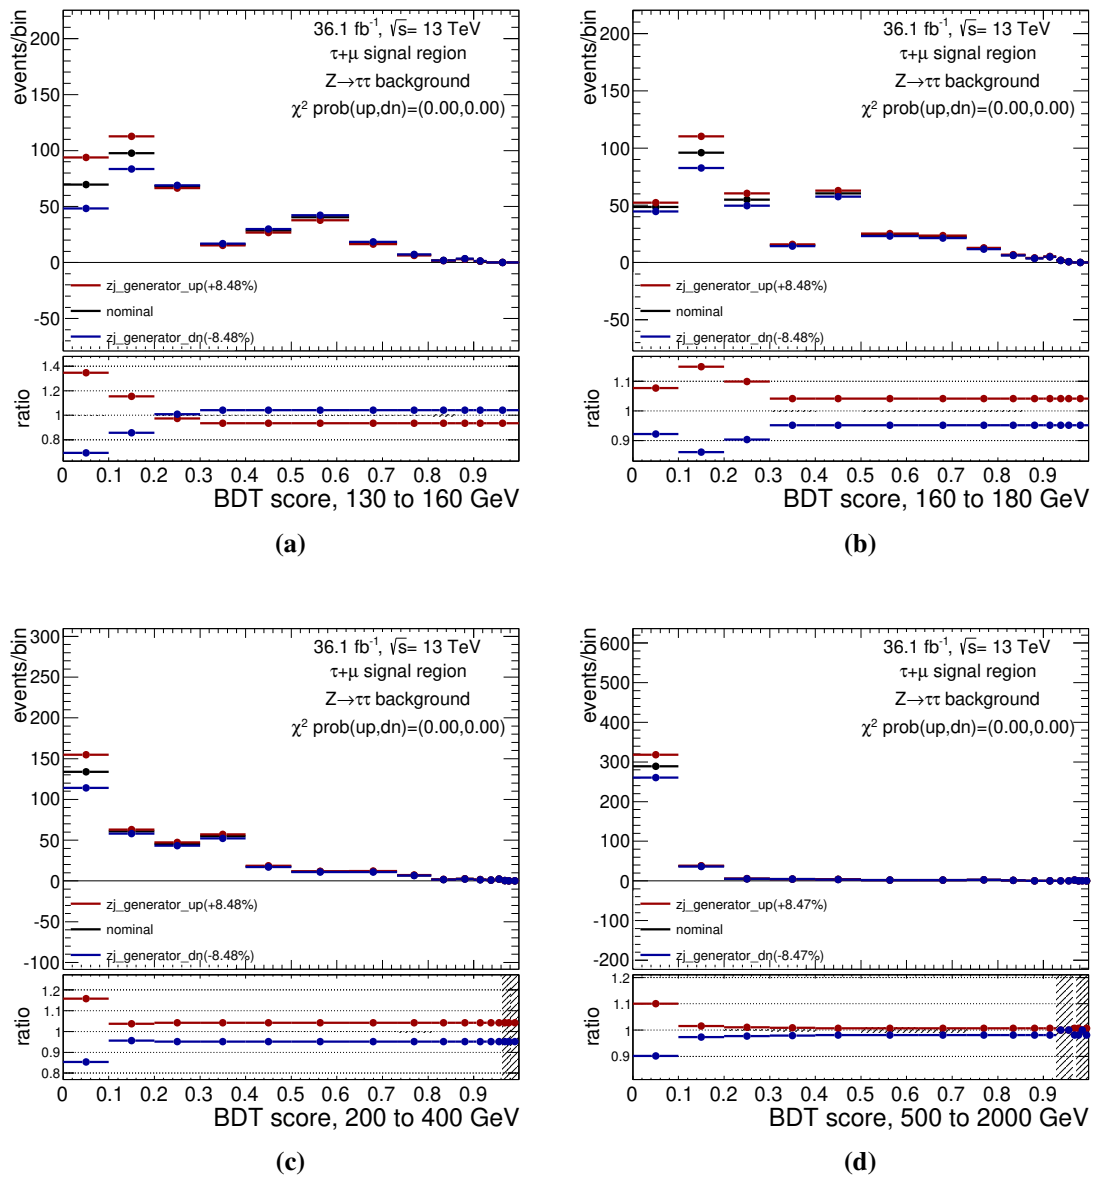 events/bin
200
150
100
50
0
-50
36.1 fb⁻¹, √s= 13 TeV
τ+μ signal region
Z→ττ background
χ² prob(up,dn)=(0.00,0.00)
zj_generator_up(+8.48%)
nominal
zj_generator_dn(-8.48%)
ratio
1.4
1.2
1
0.8
0 0.1 0.2 0.3 0.4 0.5 0.6 0.7 0.8 0.9
BDT score, 130 to 160 GeV
(a)
events/bin
200
150
100
50
0
-50
36.1 fb⁻¹, √s= 13 TeV
τ+μ signal region
Z→ττ background
χ² prob(up,dn)=(0.00,0.00)
zj_generator_up(+8.48%)
nominal
zj_generator_dn(-8.48%)
ratio
1.1
1
0.9
0 0.1 0.2 0.3 0.4 0.5 0.6 0.7 0.8 0.9
BDT score, 160 to 180 GeV
(b)
events/bin
300
250
200
150
100
50
0
-50
-100
36.1 fb⁻¹, √s= 13 TeV
τ+μ signal region
Z→ττ background
χ² prob(up,dn)=(0.00,0.00)
zj_generator_up(+8.48%)
nominal
zj_generator_dn(-8.48%)
ratio
1.2
1.1
1
0.9
0.8
0 0.1 0.2 0.3 0.4 0.5 0.6 0.7 0.8 0.9
BDT score, 200 to 400 GeV
(c)
events/bin
600
500
400
300
200
100
0
-100
-200
36.1 fb⁻¹, √s= 13 TeV
τ+μ signal region
Z→ττ background
χ² prob(up,dn)=(0.00,0.00)
zj_generator_up(+8.47%)
nominal
zj_generator_dn(-8.47%)
ratio
1.2
1.1
1
0.9
0 0.1 0.2 0.3 0.4 0.5 0.6 0.7 0.8 0.9
BDT score, 500 to 2000 GeV
(d)